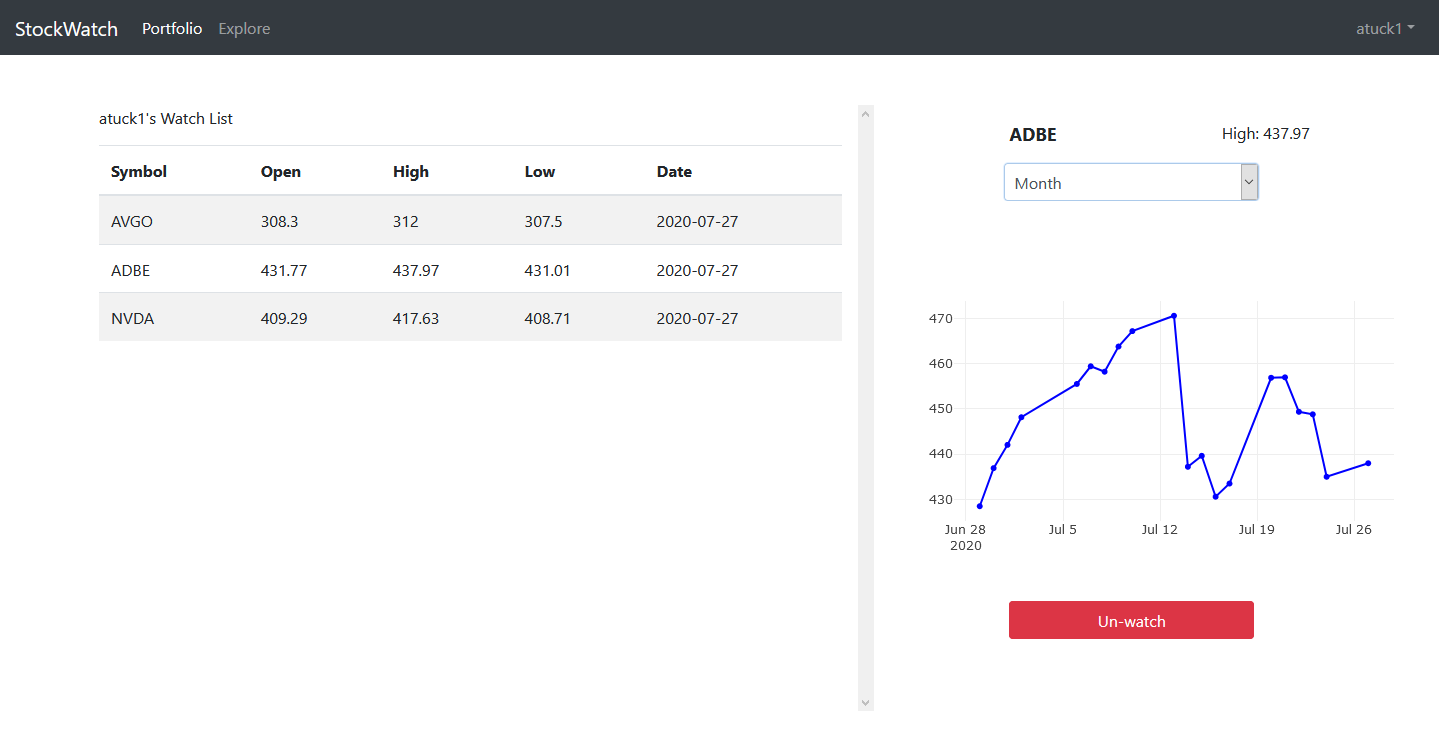 StockWatch Portfolio Explore atuck1
atuck1's Watch List
Symbol Open High Low Date
AVGO 308.3 312 307.5 2020-07-27
ADBE 431.77 437.97 431.01 2020-07-27
NVDA 409.29 417.63 408.71 2020-07-27
ADBE High: 437.97
Month
470
460
450
440
430
Jun 28 Jul 5 Jul 12 Jul 19 Jul 26
2020
Un-watch